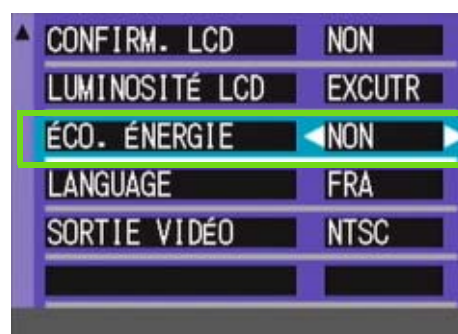 CONFIRM. LCD NON
LUMINOSITÉ LCD EXCUTR
ÉCO. ÉNERGIE NON
LANGUAGE FRA
SORTIE VIDÉO NTSC